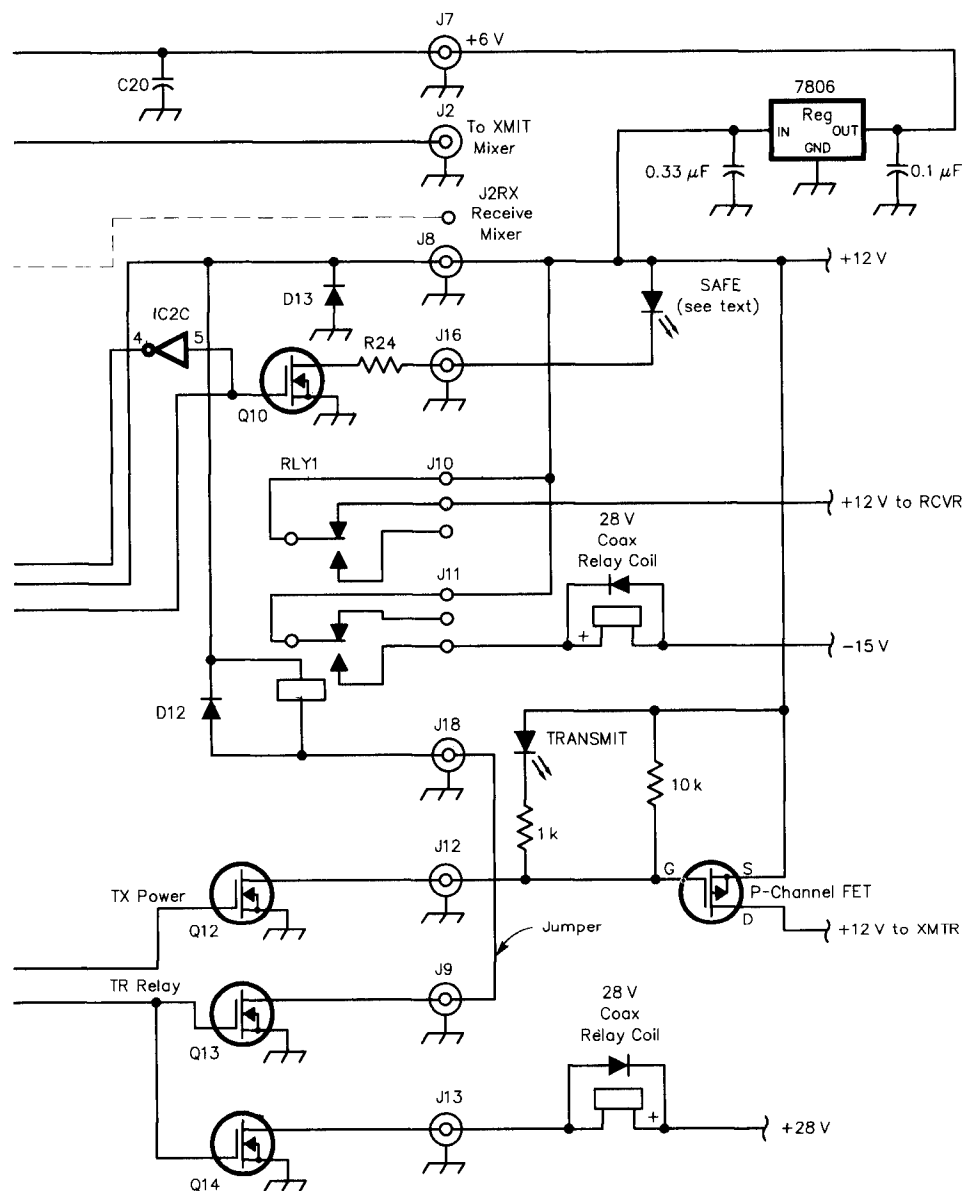 J7
+6 V
C20
7806
Reg
IN
OUT
GND
0.33 µF
0.1 µF
J2
To XMIT
Mixer
J2RX
Receive
Mixer
J8
+12 V
D13
SAFE
(see text)
IC2C
4
5
R24
J16
Q10
RLY1
J10
+12 V to RCVR
28 V
Coax
Relay Coil
J11
+
-15 V
D12
J18
TRANSMIT
10 k
1 k
J12
G
S
P-Channel FET
D
TX Power
Q12
+12 V to XMTR
Jumper
J9
TR Relay
Q13
28 V
Coax
Relay Coil
J13
+
+28 V
Q14